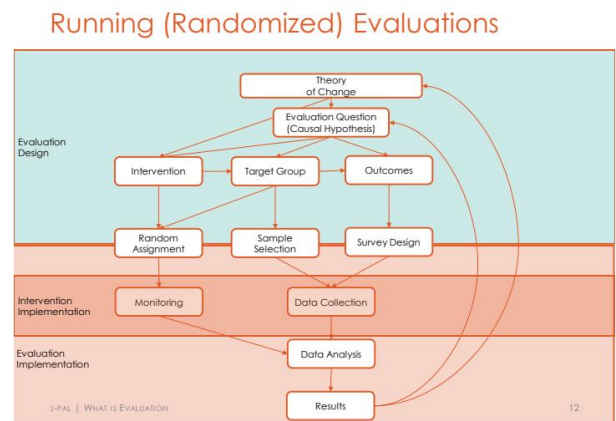 Running (Randomized) Evaluations
Theory
of Change
Evaluation Question
(Causal Hypothesis)
Evaluation
Design
Intervention
Target Group
Outcomes
Random
Assignment
Sample
Selection
Survey Design
Intervention
Implementation
Monitoring
Data Collection
Evaluation
Implementation
Data Analysis
Results
J-PAL | WHAT IS EVALUATION
12